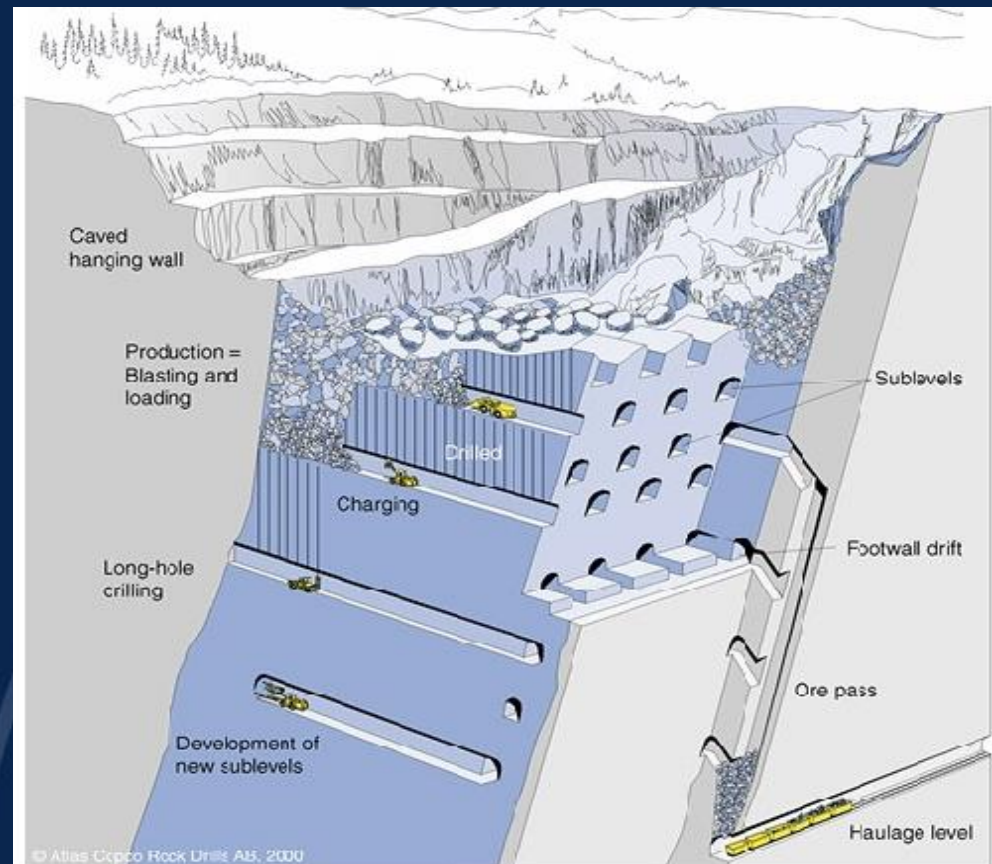 Caved
hanging wall
Production =
Blasting and
loading
Sublevels
Drilled
Charging
Footwall drift
Long-hole
crilling
Ore pass
Development of
new sublevels
Haulage level
© Atlas Copco Rock Drills AB, 2000